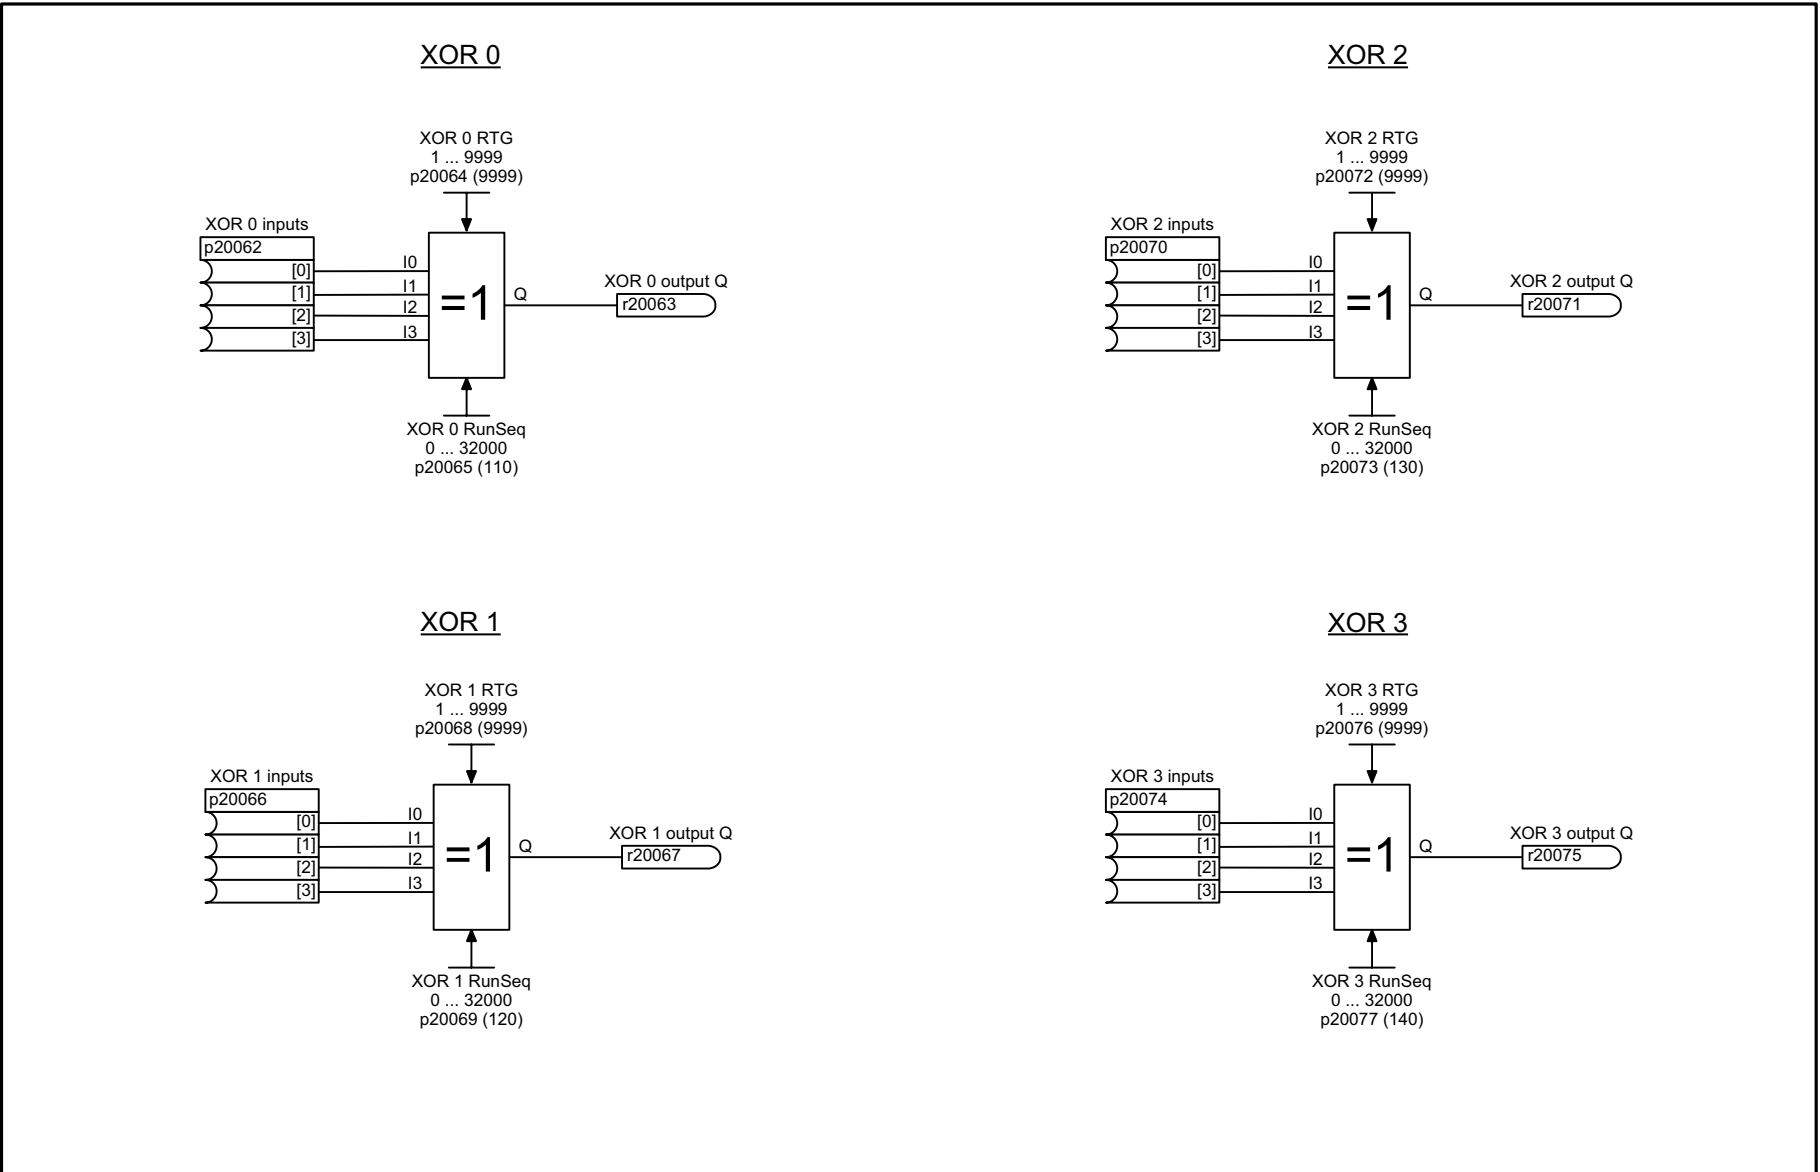 XOR 0
XOR 0 RTG
1 ... 9999
p20064 (9999)
XOR 0 inputs
p20062
[0]
[1]
[2]
[3]
I0
I1
I2
I3
=1
Q
XOR 0 output Q
r20063
XOR 0 RunSeq
0 ... 32000
p20065 (110)
XOR 2
XOR 2 RTG
1 ... 9999
p20072 (9999)
XOR 2 inputs
p20070
[0]
[1]
[2]
[3]
I0
I1
I2
I3
=1
Q
XOR 2 output Q
r20071
XOR 2 RunSeq
0 ... 32000
p20073 (130)
XOR 1
XOR 1 RTG
1 ... 9999
p20068 (9999)
XOR 1 inputs
p20066
[0]
[1]
[2]
[3]
I0
I1
I2
I3
=1
Q
XOR 1 output Q
r20067
XOR 1 RunSeq
0 ... 32000
p20069 (120)
XOR 3
XOR 3 RTG
1 ... 9999
p20076 (9999)
XOR 3 inputs
p20074
[0]
[1]
[2]
[3]
I0
I1
I2
I3
=1
Q
XOR 3 output Q
r20075
XOR 3 RunSeq
0 ... 32000
p20077 (140)